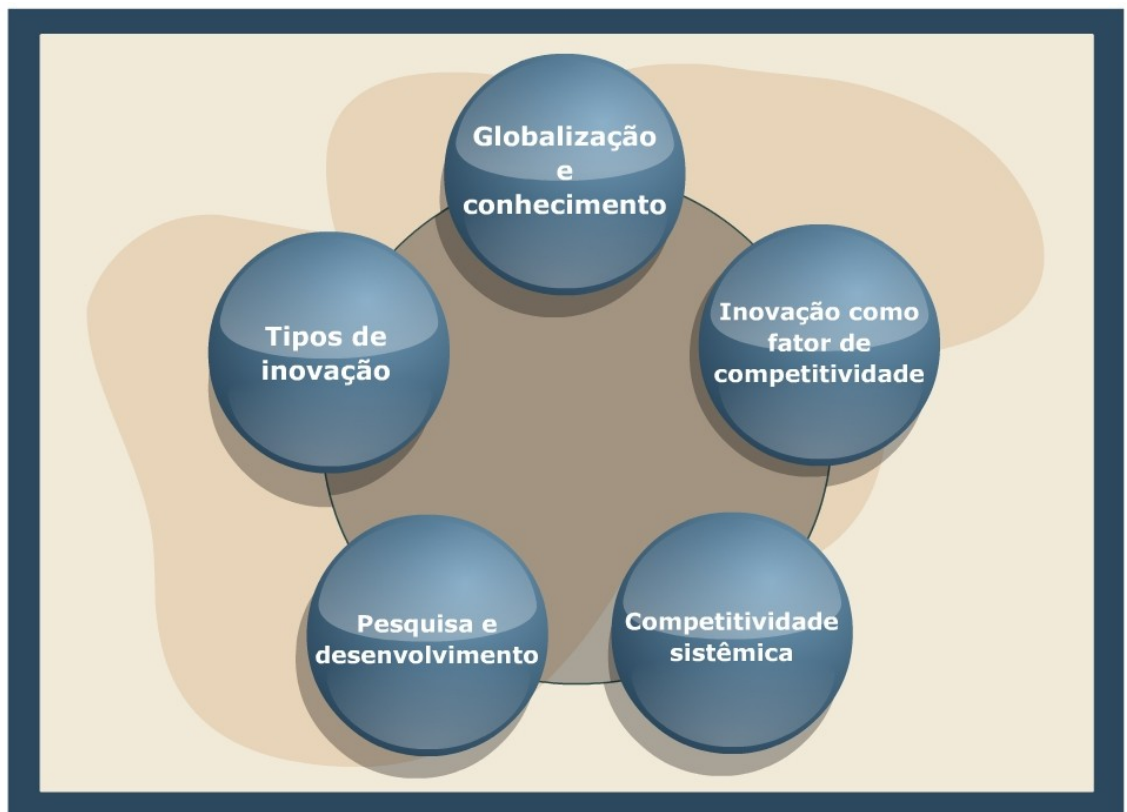 Globalização
e
conhecimento
Inovação como
fator de
competitividade
Competitividade
sistêmica
Pesquisa e
desenvolvimento
Tipos de
inovação